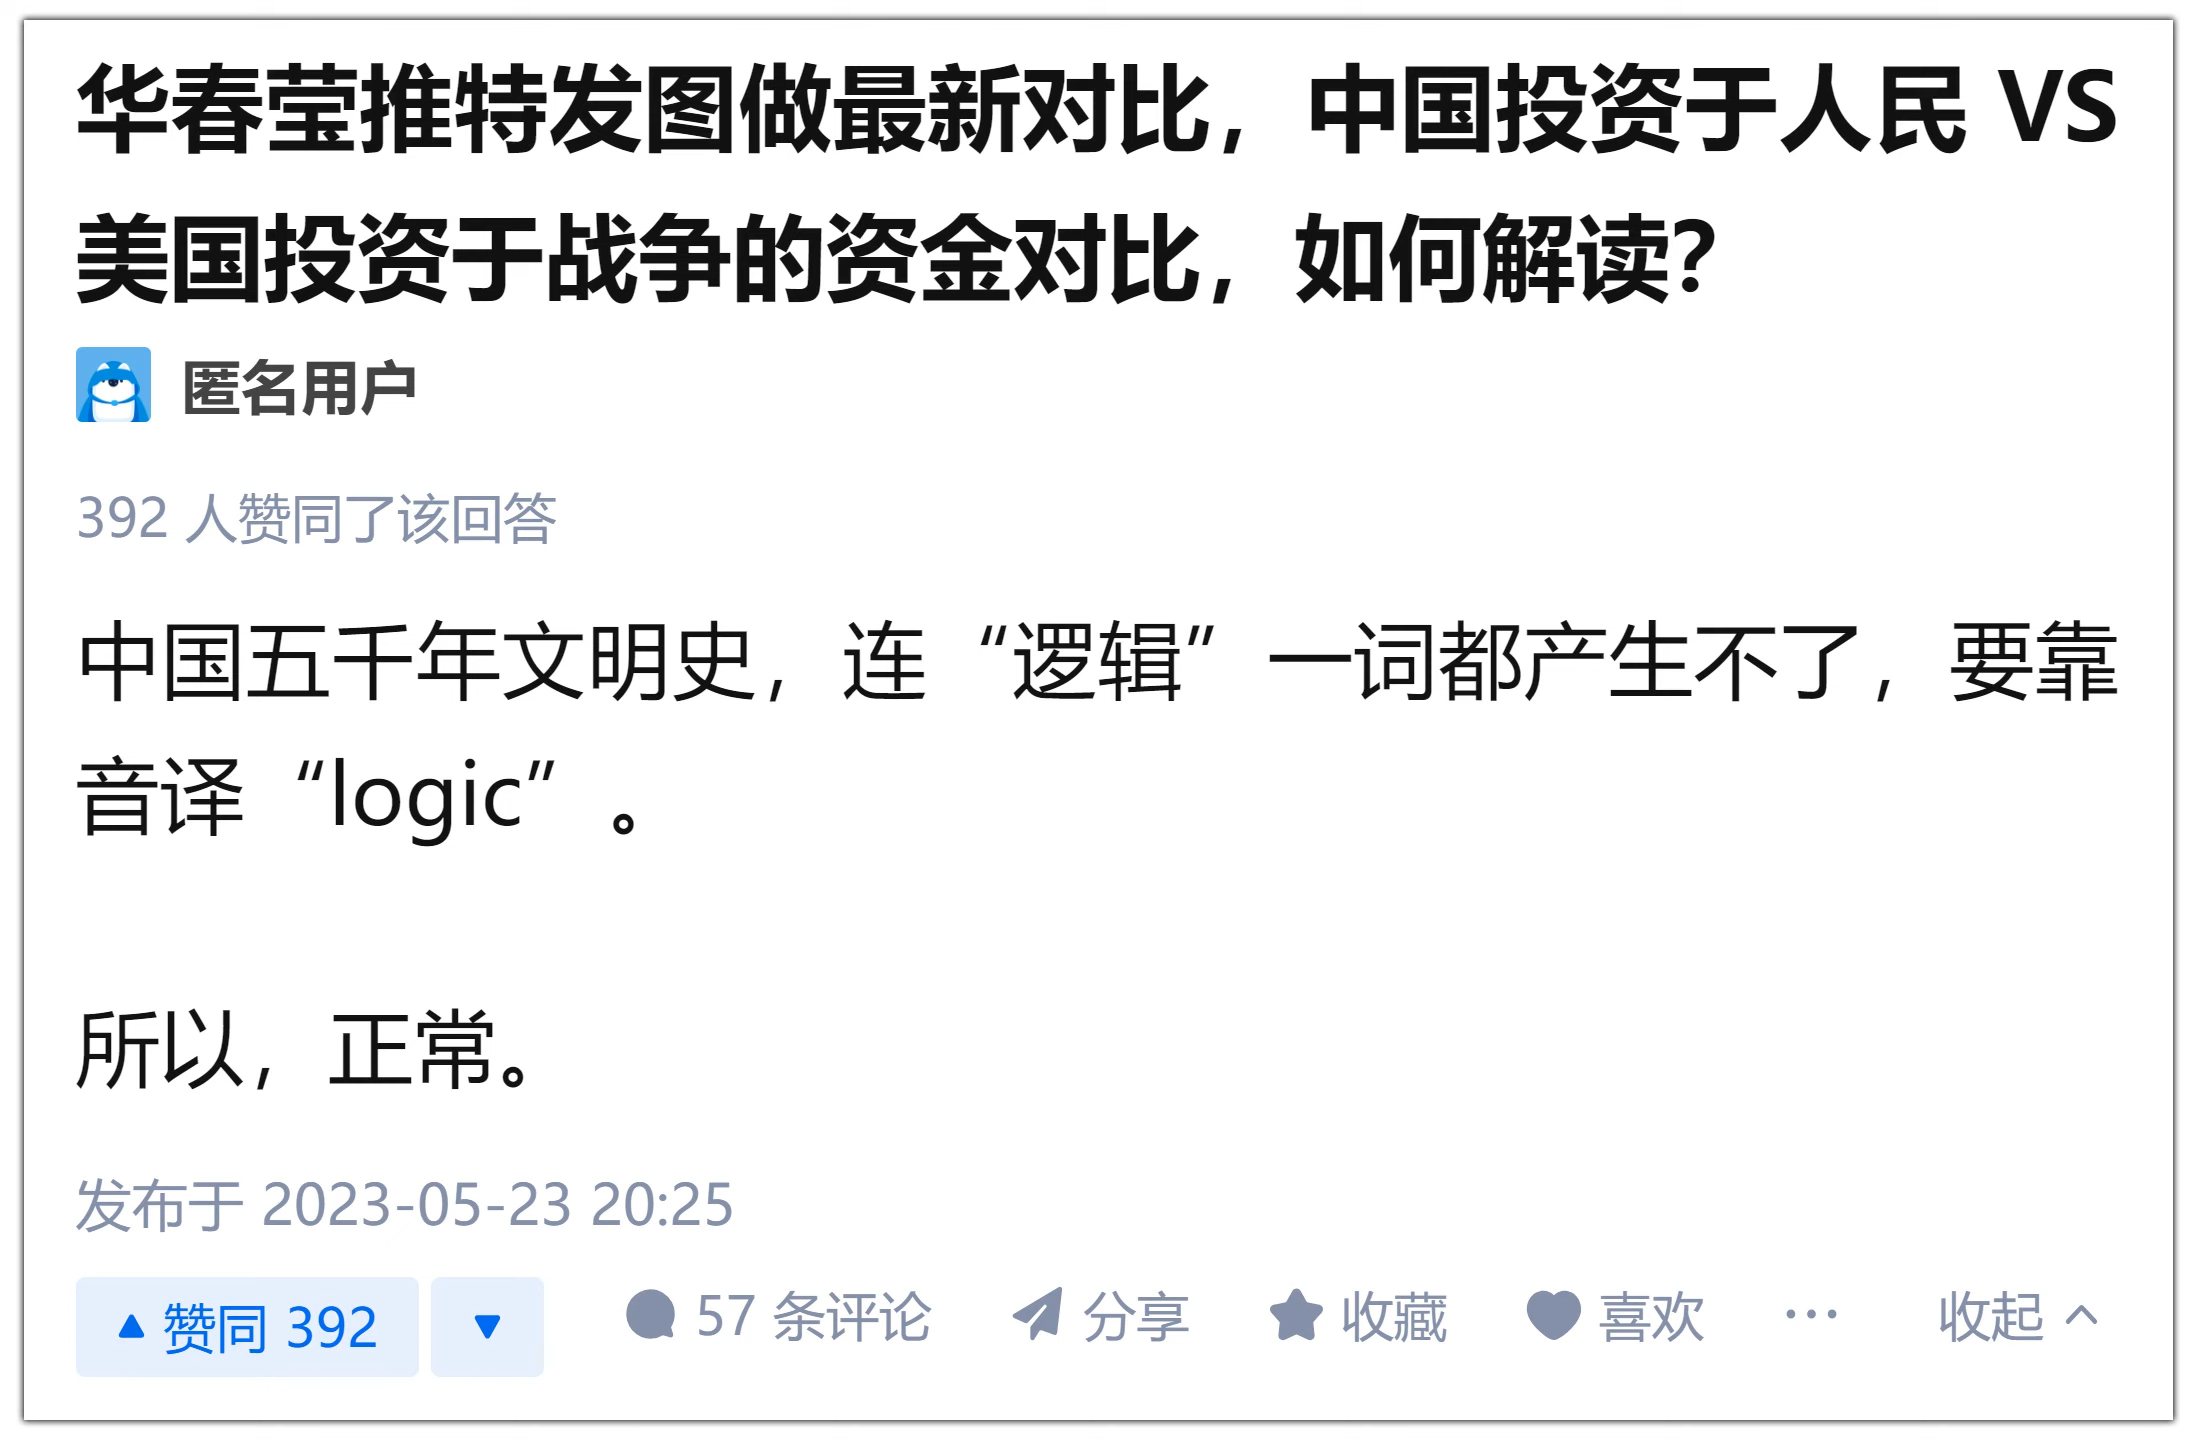 华春莹推特发图做最新对比，中国投资于人民 VS
美国投资于战争的资金对比，如何解读？
匿名用户
392 人赞同了该回答
中国五千年文明史，连“逻辑”一词都产生不了，要靠
音译“logic”。
所以，正常。
发布于 2023-05-23 20:25
赞同 392 57 条评论 分享 收藏 喜欢 ··· 收起